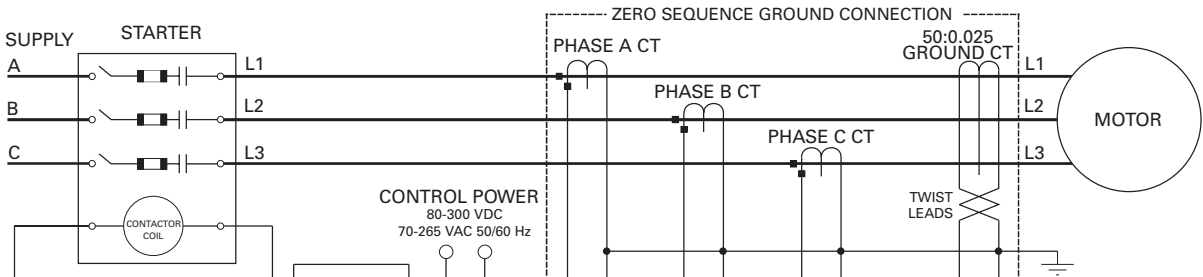 ZERO SEQUENCE GROUND CONNECTION
SUPPLY
STARTER
PHASE A CT
50:0.025
GROUND CT
A
L1
L1
PHASE B CT
B
L2
L2
MOTOR
PHASE C CT
C
L3
L3
CONTROL POWER
80-300 VDC
70-265 VAC 50/60 Hz
TWIST
LEADS
CONTACTOR
COIL